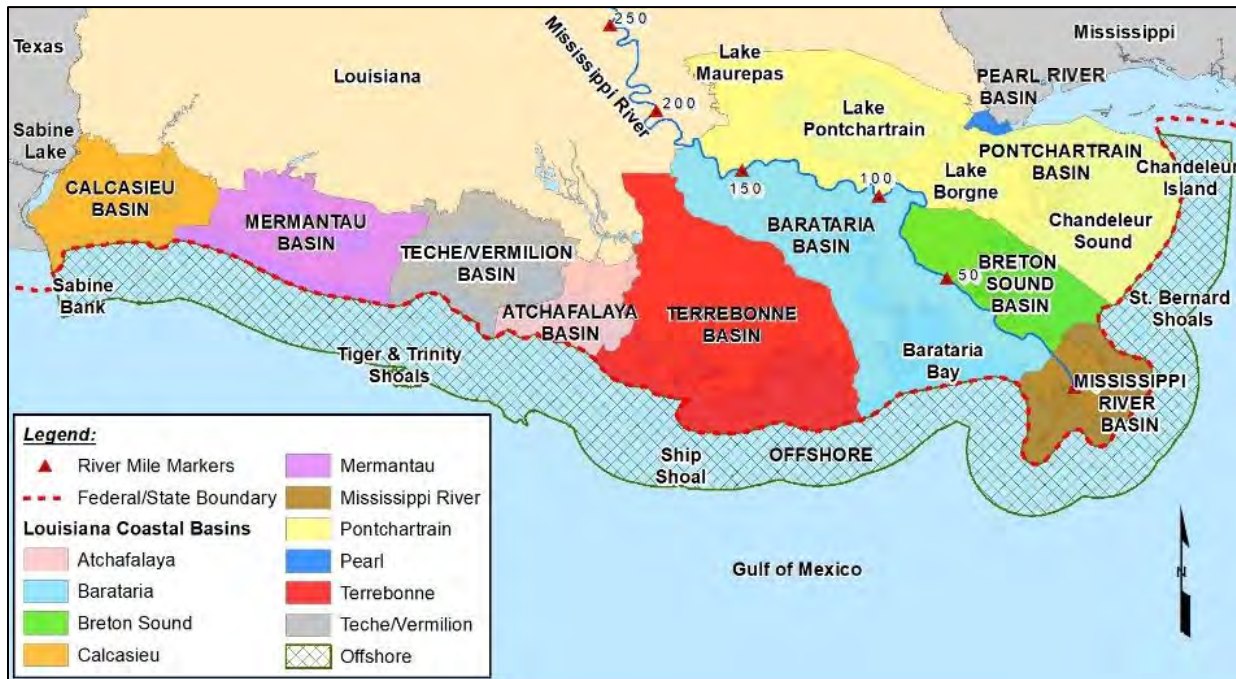 Texas
Louisiana
Mississippi River
250
200
150
100
50
Lake
Maurepas
Lake
Pontchartrain
Mississippi
PEARL RIVER
BASIN
Sabine
Lake
CALCASIEU
BASIN
MERMANTAU
BASIN
TECHE/VERMILION
BASIN
ATCHAFALAYA
BASIN
TERREBONNE
BASIN
BARATARIA
BASIN
Lake
Borgne
PONTCHARTRAIN
BASIN
Chandeleur
Island
Chandeleur
Sound
BRETON
SOUND
BASIN
St. Bernard
Shoals
Barataria
Bay
MISSISSIPPI
RIVER
BASIN
Sabine
Bank
Tiger & Trinity
Shoals
Ship
Shoal
OFFSHORE
Gulf of Mexico
N
Legend:
River Mile Markers
Federal/State Boundary
Louisiana Coastal Basins
Atchafalaya
Barataria
Breton Sound
Calcasieu
Mermantau
Mississippi River
Pontchartrain
Pearl
Terrebonne
Teche/Vermilion
Offshore